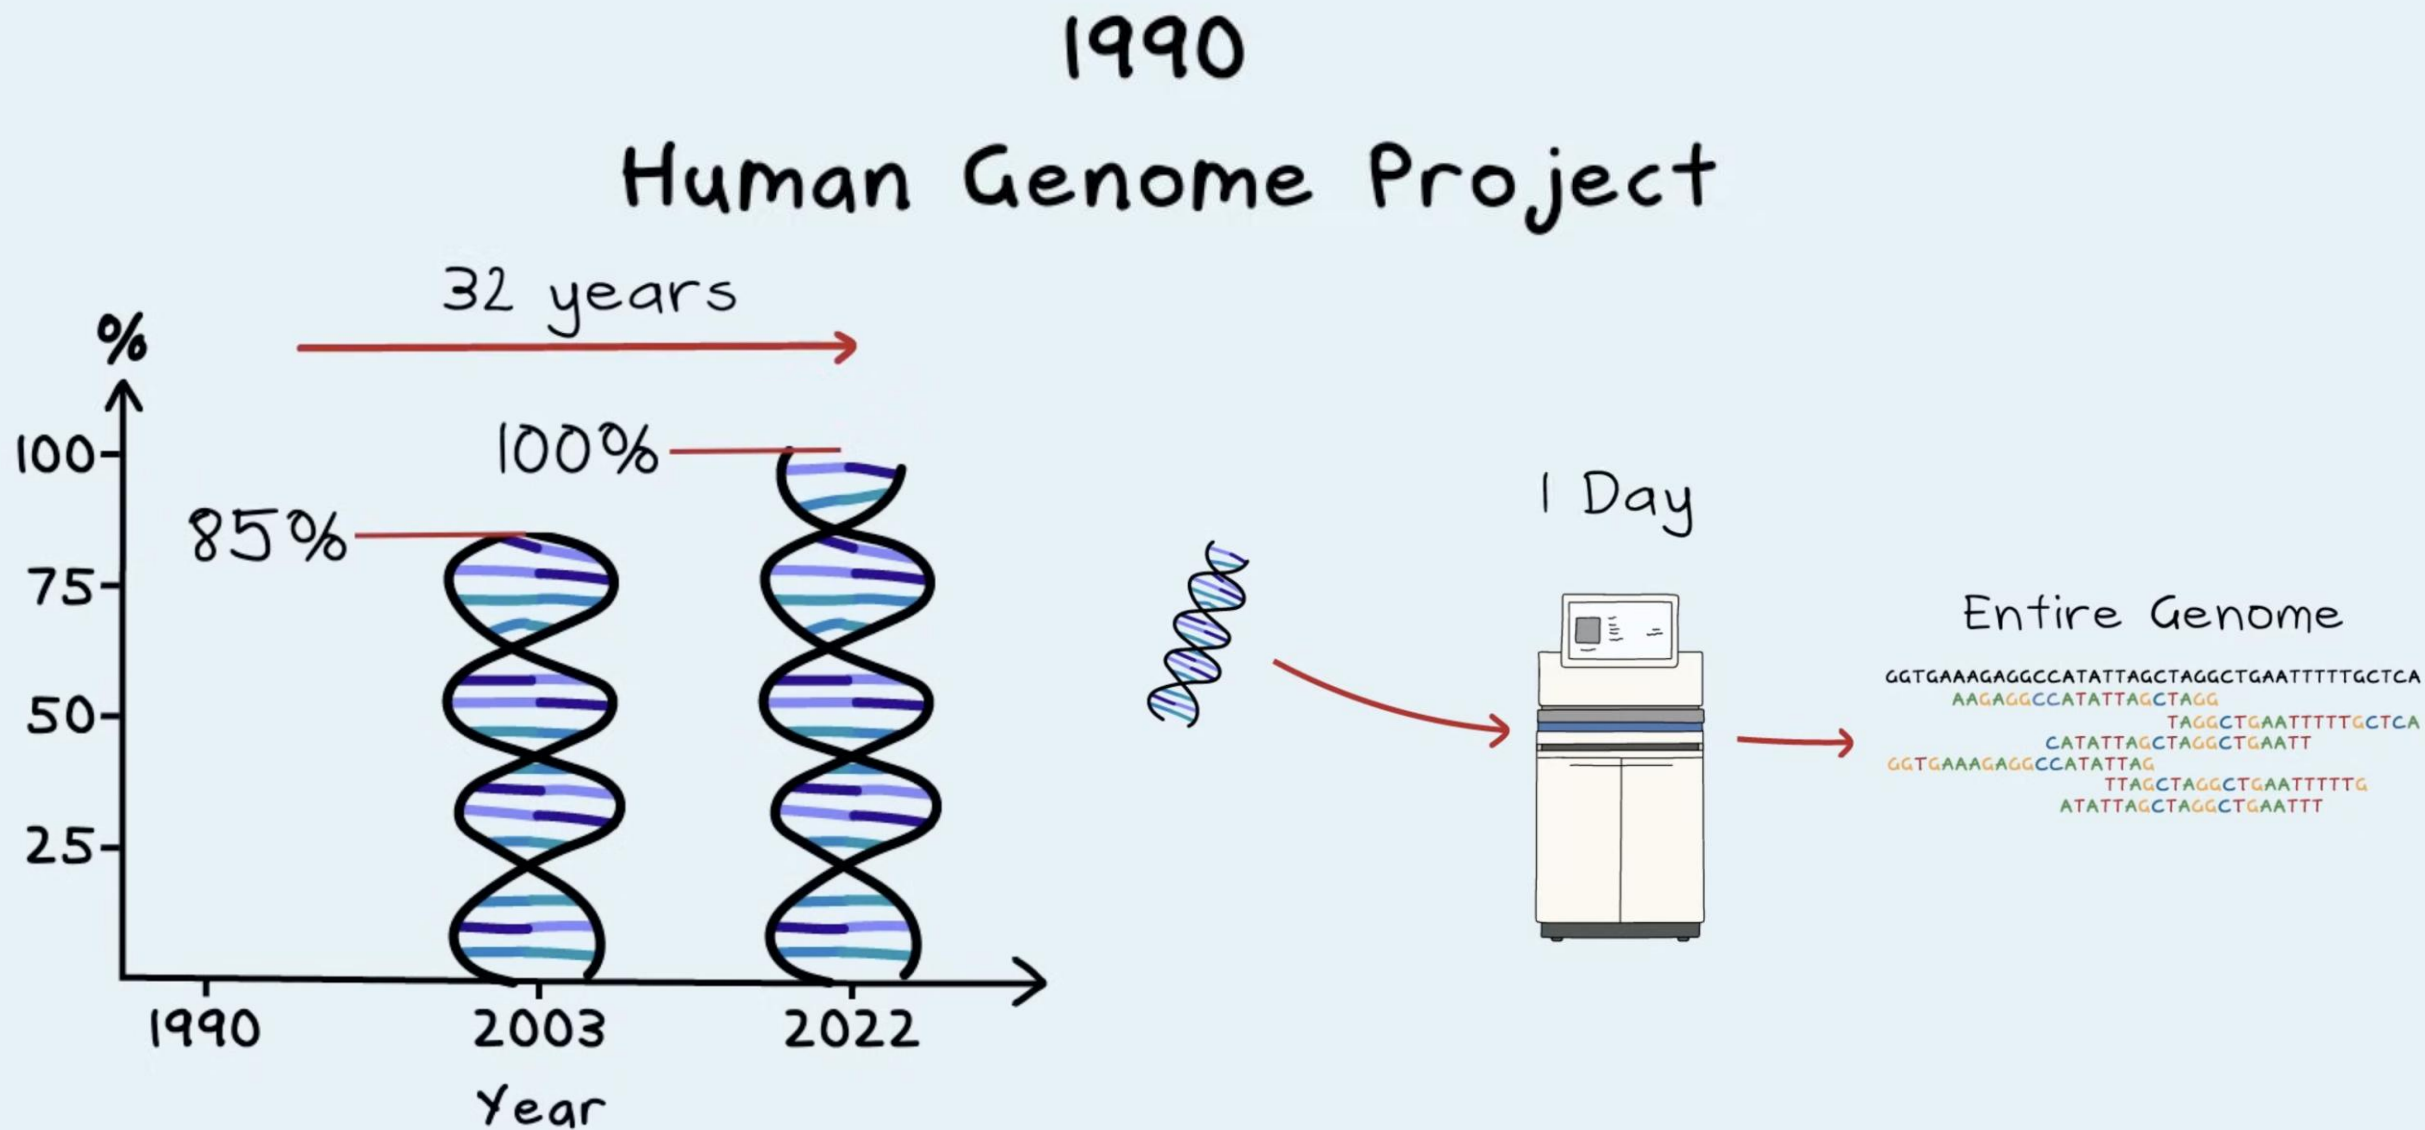 1990
Human Genome Project
32 years
%
100
100%
85%
75
50
25
1990 2003 2022
Year
1 Day
Entire Genome
GGTGAAAGAGGCCATATTAGCTAGGCTGAATTTTTGCTCA
AAGAGGCCATATTAGCTAGG
TAGGCTGAATTTTTGCTCA
CATATTAGCTAGGCTGAATT
GGTGAAAGAGGCCATATTAG
TTAGCTAGGCTGAATTTTTG
ATATTAGCTAGGCTGAATTT